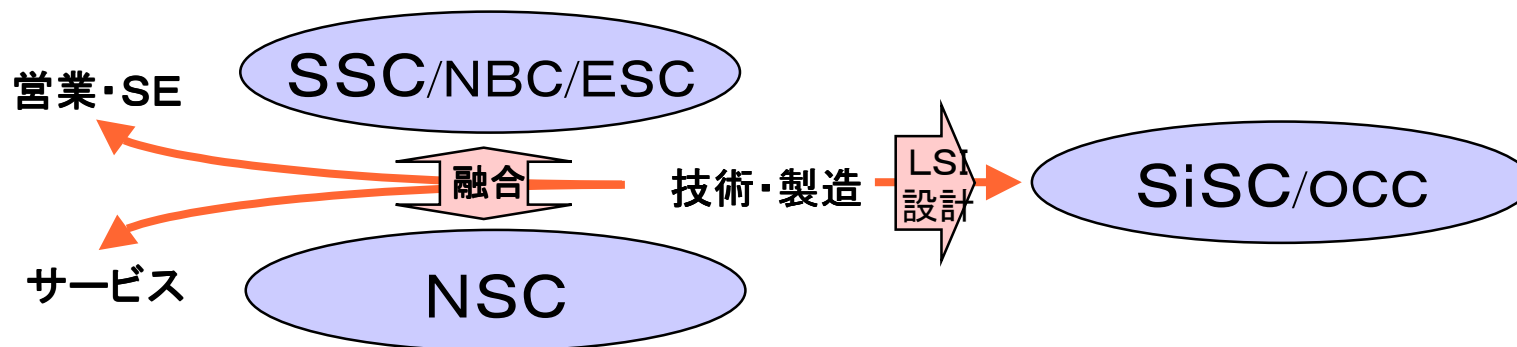 SSC/NBC/ESC
営業・SE
融合
技術・製造
LSI
設計
SiSC/OCC
サービス
NSC